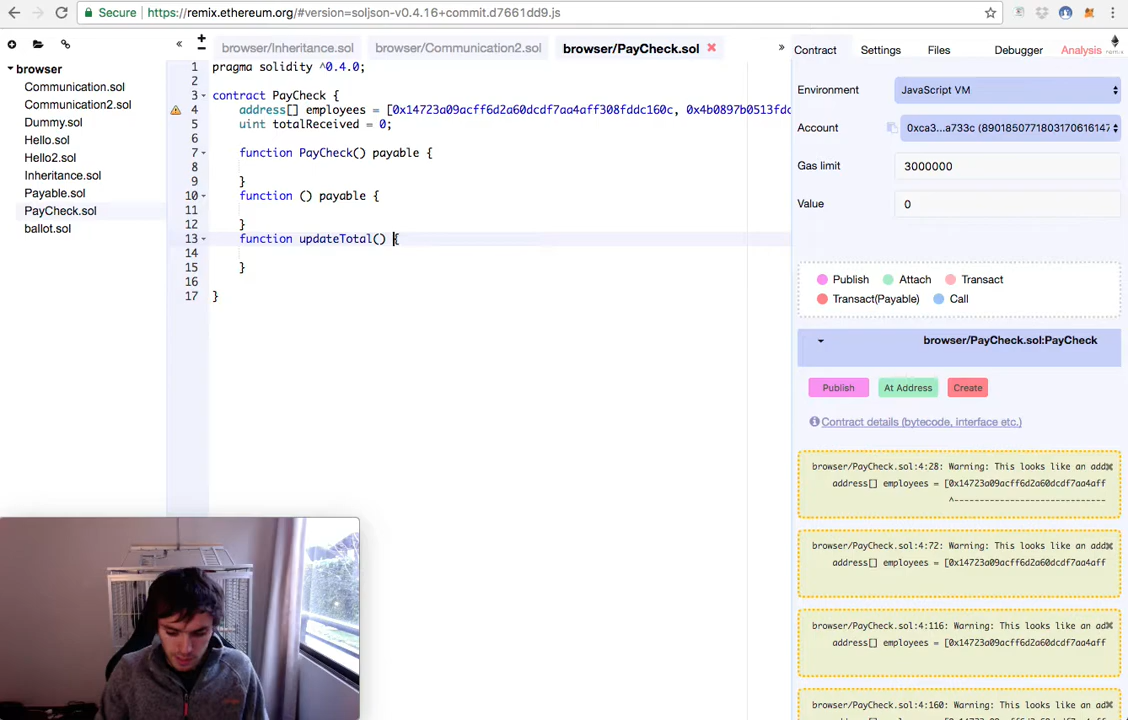 Secure https://remix.ethereum.org/#version=soljson-v0.4.16+commit.d7661dd9.js
browser/Inheritance.sol browser/Communication2.sol browser/PayCheck.sol
Contract Settings Files Debugger Analysis remix
browser
Communication.sol
Communication2.sol
Dummy.sol
Hello.sol
Hello2.sol
Inheritance.sol
Payable.sol
PayCheck.sol
ballot.sol
1 pragma solidity ^0.4.0;
2
3 contract PayCheck {
4 address[] employees = [0x14723a09acff6d2a60dcdf7aa4aff308fddc160c, 0x4b0897b0513fdc
5 uint totalReceived = 0;
6
7 function PayCheck() payable {
8
9 }
10 function () payable {
11
12 }
13 function updateTotal() {
14
15 }
16
17 }
Environment JavaScript VM
Account 0xca3...a733c (8901850771803170616147
Gas limit 3000000
Value 0
Publish Attach Transact
Transact(Payable) Call
browser/PayCheck.sol:PayCheck
Publish At Address Create
Contract details (bytecode, interface etc.)
browser/PayCheck.sol:4:28: Warning: This looks like an add
address[] employees = [0x14723a09acff6d2a60dcdf7aa4aff
^------------------------------
browser/PayCheck.sol:4:72: Warning: This looks like an add
address[] employees = [0x14723a09acff6d2a60dcdf7aa4aff
browser/PayCheck.sol:4:116: Warning: This looks like an add
address[] employees = [0x14723a09acff6d2a60dcdf7aa4aff
browser/PayCheck.sol:4:160: Warning: This looks like an add